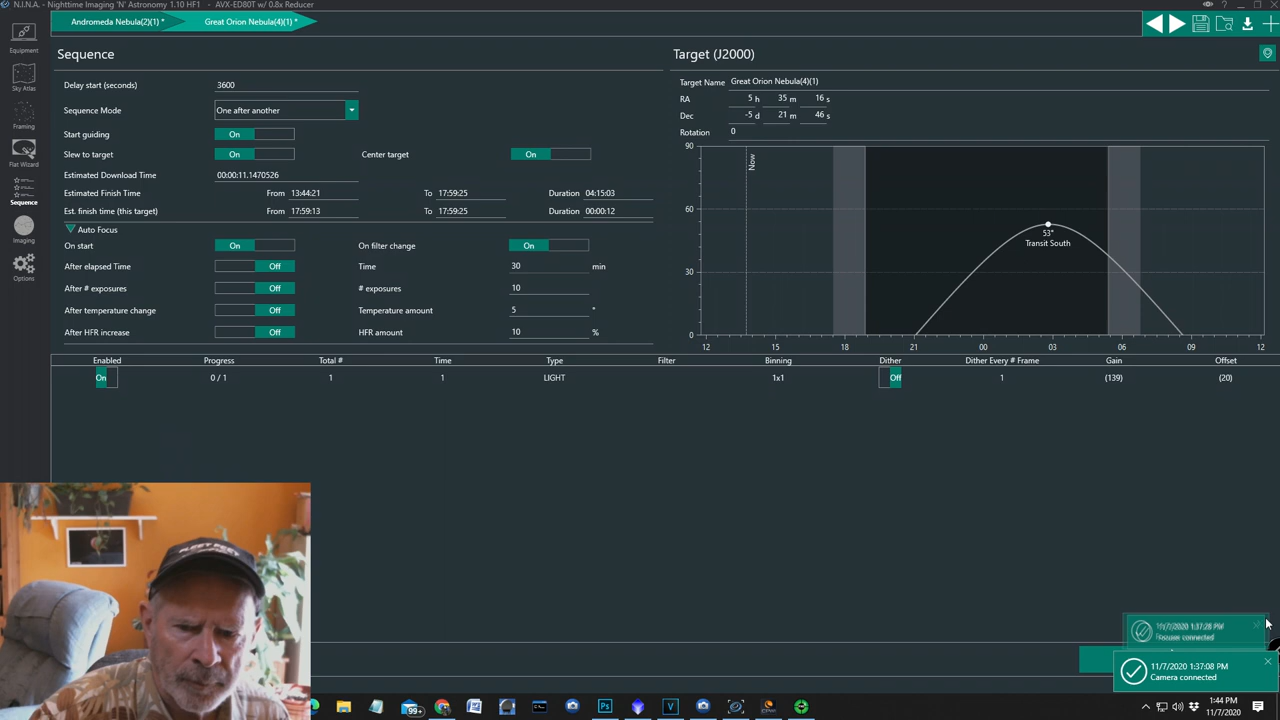 N.I.N.A. - Nighttime Imaging 'N' Astronomy 1.10 HF1 - AVX-ED80T w/ 0.8x Reducer
Andromeda Nebula(2)(1) *
Great Orion Nebula(4)(1) *
Equipment
Sky Atlas
Framing
Flat Wizard
Sequence
Imaging
Options
Sequence
Delay start (seconds) 3600
Sequence Mode One after another
Start guiding On
Slew to target On Center target On
Estimated Download Time 00:00:11.1470526
Estimated Finish Time From 13:44:21 To 17:59:25 Duration 04:15:03
Est. finish time (this target) From 17:59:13 To 17:59:25 Duration 00:00:12
Auto Focus
On start On On filter change On
After elapsed Time Off Time 30 min
After # exposures Off # exposures 10
After temperature change Off Temperature amount 5 °
After HFR increase Off HFR amount 10 %
Target (J2000)
Target Name Great Orion Nebula(4)(1)
RA 5 h 35 m 16 s
Dec -5 d 21 m 46 s
Rotation 0
90
60
30
0
Now
53°
Transit South
12 15 18 21 00 03 06 09 12
Enabled Progress Total # Time Type Filter Binning Dither Dither Every # Frame Gain Offset
On 0 / 1 1 1 LIGHT 1x1 Off 1 (139) (20)
11/7/2020 1:37:28 PM
Focuser connected
11/7/2020 1:37:08 PM
Camera connected
99+
1:44 PM
11/7/2020